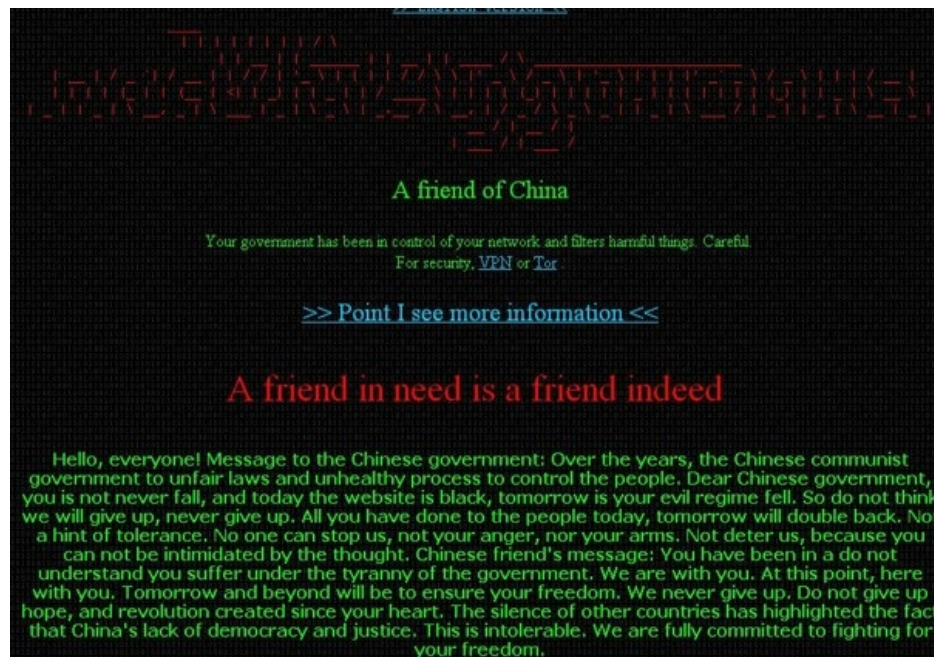 >> English version <<
A friend of China
Your government has been in control of your network and filters harmful things. Careful.
For security, VPN or Tor .
>> Point I see more information <<
A friend in need is a friend indeed
Hello, everyone! Message to the Chinese government: Over the years, the Chinese communist
government to unfair laws and unhealthy process to control the people. Dear Chinese government,
you is not never fall, and today the website is black, tomorrow is your evil regime fell. So do not think
we will give up, never give up. All you have done to the people today, tomorrow will double back. Not
a hint of tolerance. No one can stop us, not your anger, nor your arms. Not deter us, because you
can not be intimidated by the thought. Chinese friend's message: You have been in a do not
understand you suffer under the tyranny of the government. We are with you. At this point, here
with you. Tomorrow and beyond will be to ensure your freedom. We never give up. Do not give up
hope, and revolution created since your heart. The silence of other countries has highlighted the fact
that China's lack of democracy and justice. This is intolerable. We are fully committed to fighting for
your freedom.